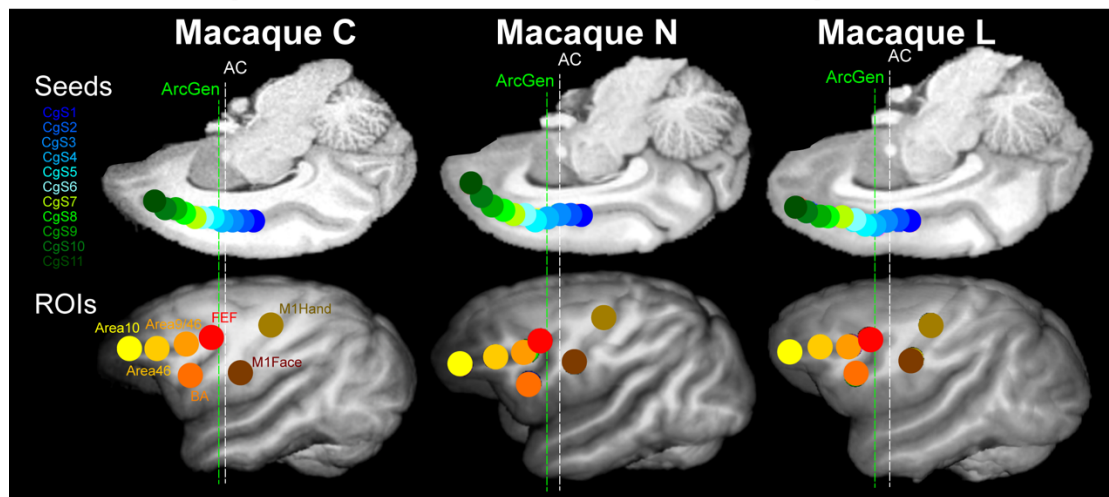 Macaque C
Macaque N
Macaque L
AC
AC
AC
ArcGen
ArcGen
ArcGen
Seeds
CgS1
CgS2
CgS3
CgS4
CgS5
CgS6
CgS7
CgS8
CgS9
CgS10
CgS11
ROIs
M1Hand
FEF
Area9/46
Area10
M1Face
Area46
BA